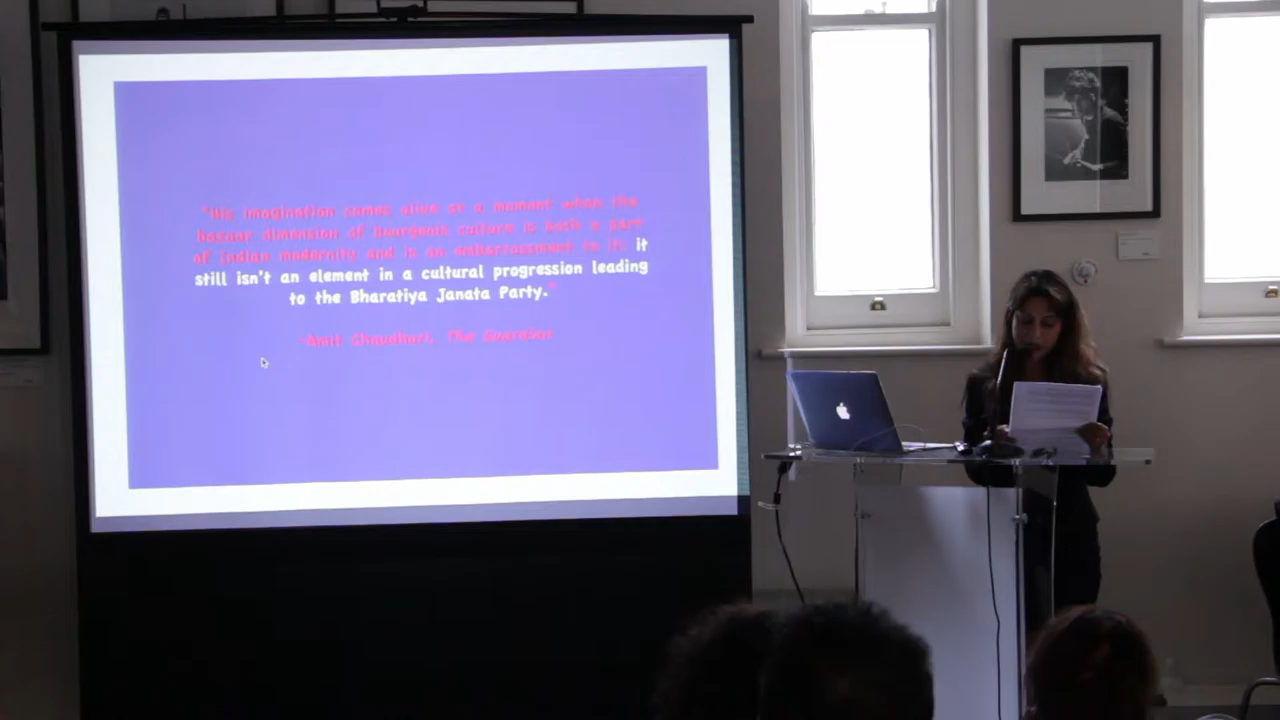 "His imagination comes alive at a moment when the
bazaar dimension of bourgeois culture is both a part
of Indian modernity and is an embarrassment to it; it
still isn't an element in a cultural progression leading
to the Bharatiya Janata Party."
-Amit Chaudhuri, The Guardian